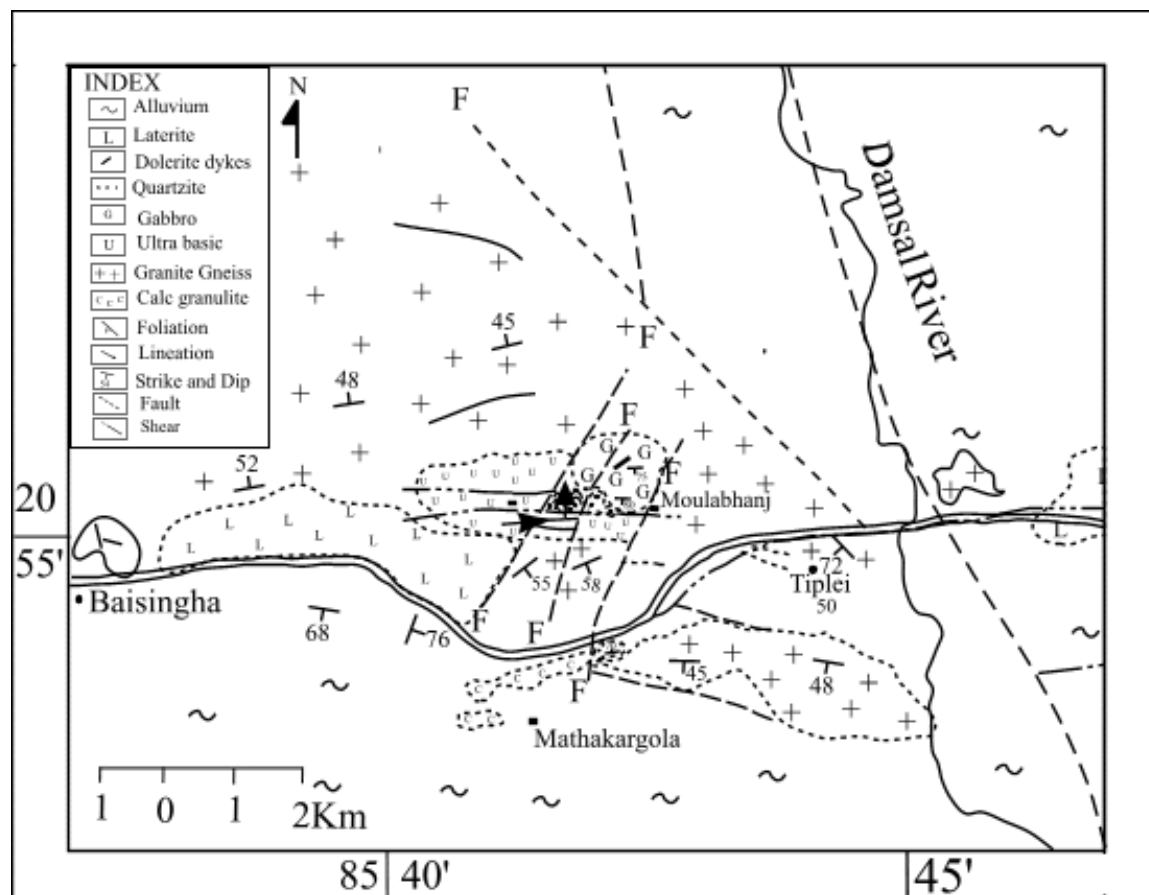 INDEX
Alluvium
L Laterite
Dolerite dykes
Quartzite
G Gabbro
U Ultra basic
Granite Gneiss
c c c Calc granulite
Foliation
Lineation
Strike and Dip
Fault
Shear
N
F
Damsal River
45
F
48
F
G G
52
F
G G
20
Moulabhanj
55'
L L L
55 58
72
Tiplei
50
Baisingha
68
76
F
F
45 48
F
Mathakargola
1 0 1 2Km
85 40' 45'